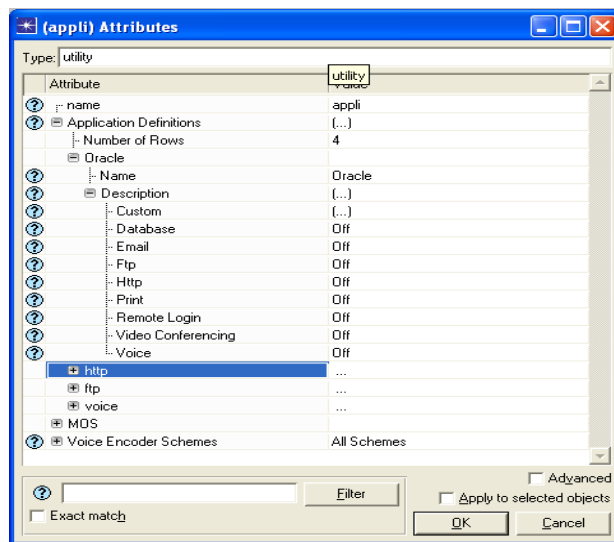 (appli) Attributes
Type: utility
utility
Attribute
name appli
Application Definitions (...)
Number of Rows 4
Oracle
Name Oracle
Description (...)
Custom (...)
Database Off
Email Off
Ftp Off
Http Off
Print Off
Remote Login Off
Video Conferencing Off
Voice Off
http ...
ftp ...
voice ...
MOS
Voice Encoder Schemes All Schemes
Advanced
Filter
Apply to selected objects
Exact match
OK Cancel